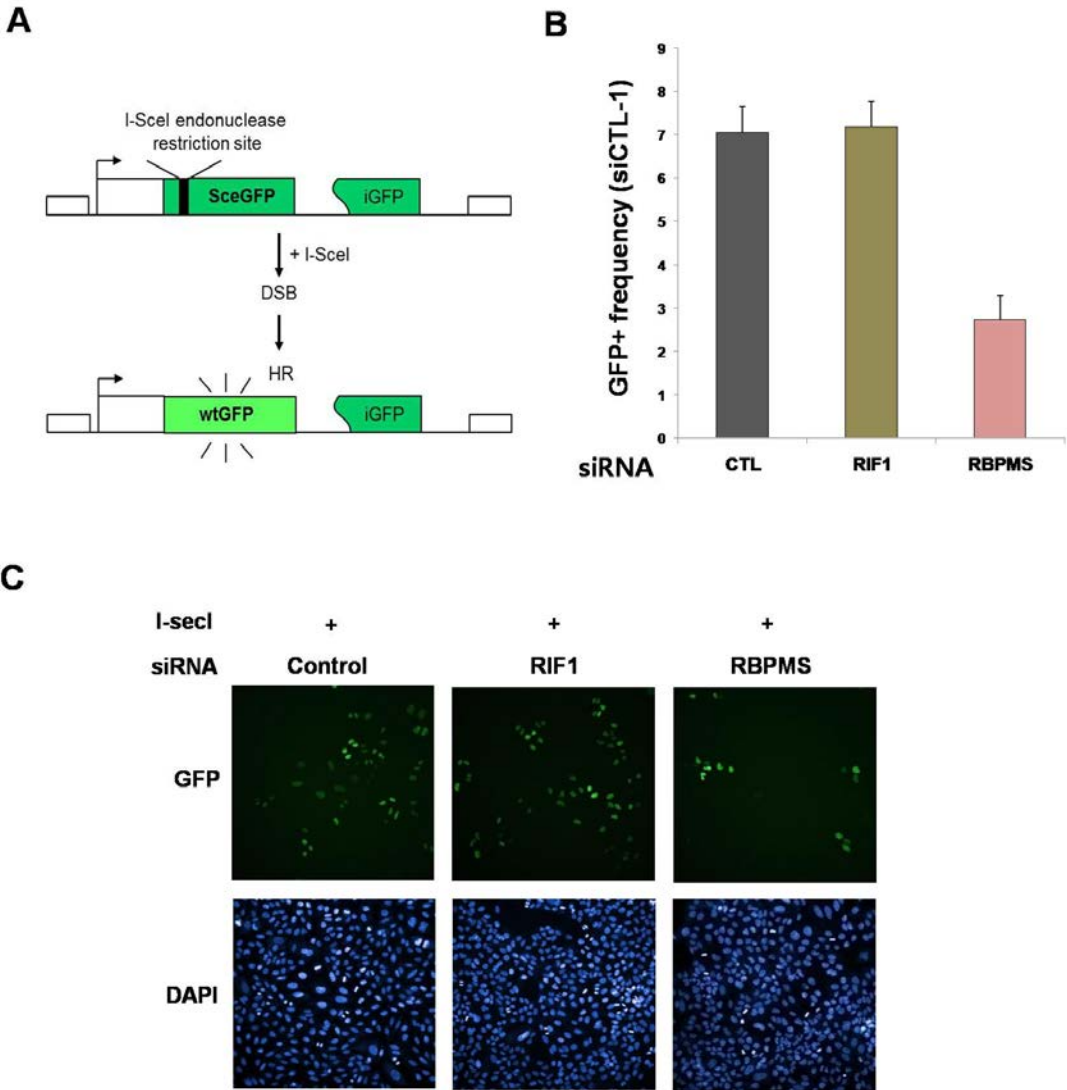 A
I-SceI endonuclease
restriction site
SceGFP
iGFP
+ I-SceI
DSB
HR
wtGFP
iGFP
B
GFP+ frequency (siCTL-1)
9
8
7
6
5
4
3
2
1
0
siRNA
CTL
RIF1
RBPMS
C
I-secI
+
+
+
siRNA
Control
RIF1
RBPMS
GFP
DAPI